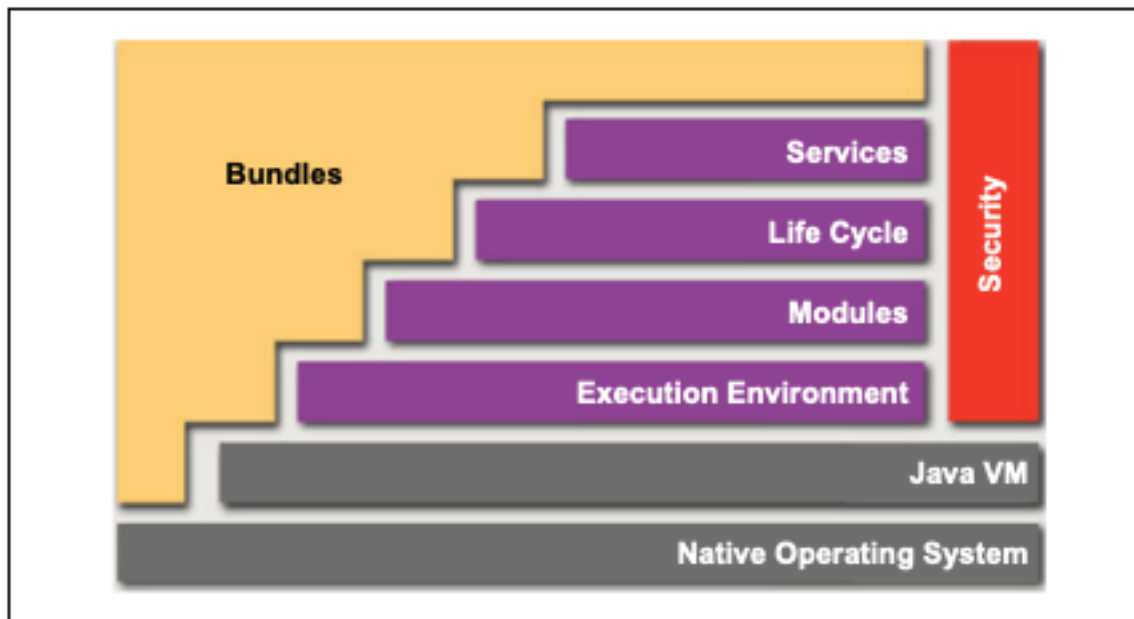 Bundles
Services
Life Cycle
Modules
Execution Environment
Security
Java VM
Native Operating System